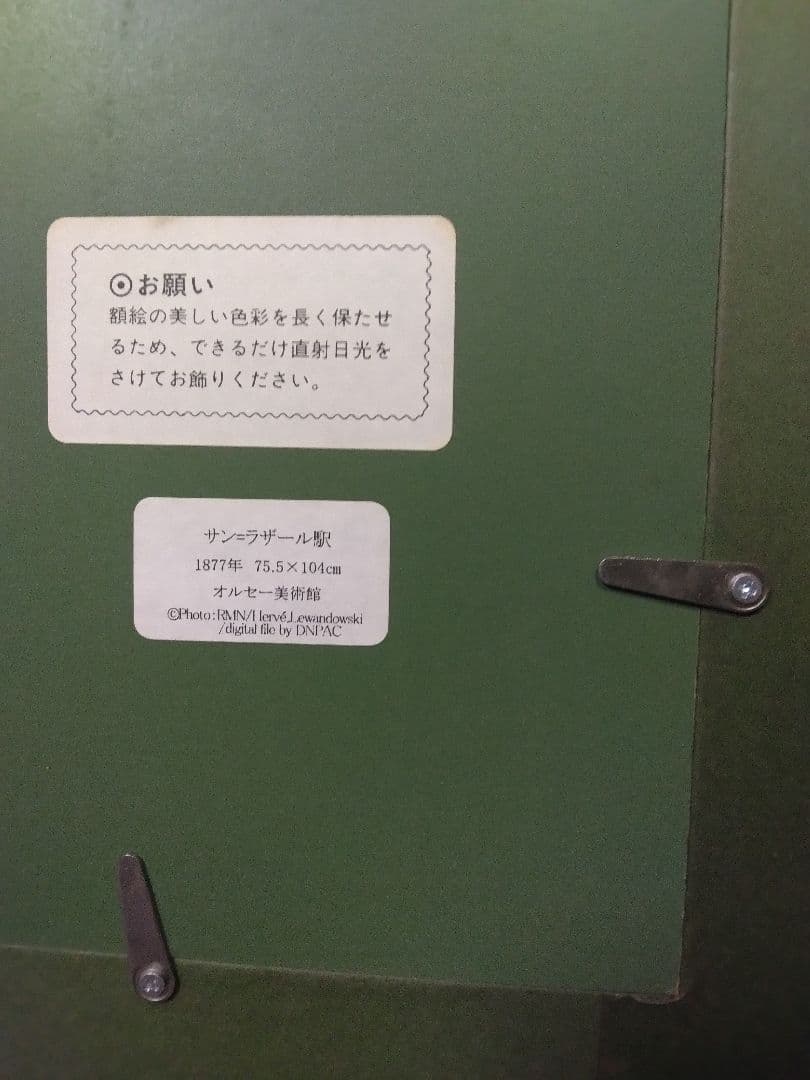 ⦿お願い
額絵の美しい色彩を長く保たせ
るため、できるだけ直射日光を
さけてお飾りください。
サン=ラザール駅
1877年 75.5×104cm
オルセー美術館
©Photo:RMN/Hervé Lewandowski
/digital file by DNPAC